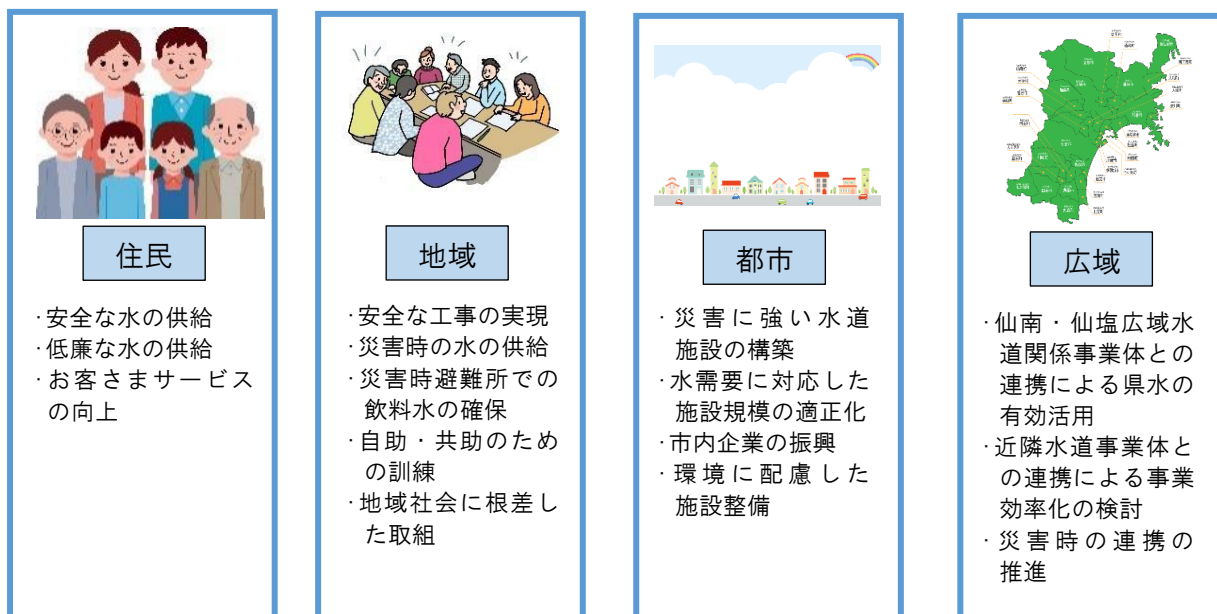 住民
・安全な水の供給
・低廉な水の供給
・お客さまサービス
の向上
地域
・安全な工事の実現
・災害時の水の供給
・災害時避難所での
飲料水の確保
・自助・共助のため
の訓練
・地域社会に根差し
た取組
都市
・災害に強い水道
施設の構築
・水需要に対応した
施設規模の適正化
・市内企業の振興
・環境に配慮した
施設整備
広域
・仙南・仙塩広域水
道関係事業体との
連携による県水の
有効活用
・近隣水道事業体と
の連携による事業
効率化の検討
・災害時の連携の
推進